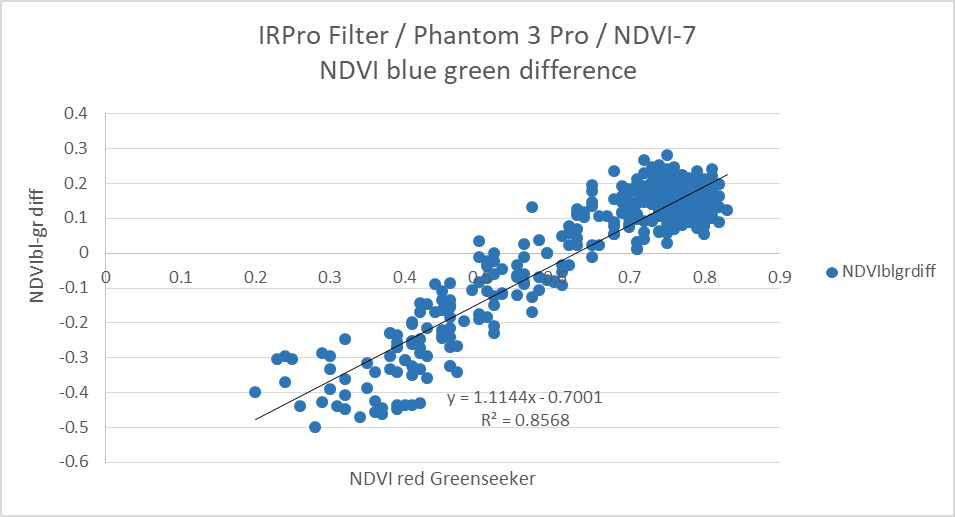 IRPro Filter / Phantom 3 Pro / NDVI-7
NDVI blue green difference
0.4
0.3
0.2
0.1
0
-0.1
-0.2
-0.3
-0.4
-0.5
-0.6
0 0.1 0.2 0.3 0.4 0.5 0.6 0.7 0.8 0.9
NDVIbl-gr diff
NDVI red Greenseeker
y = 1.1144x - 0.7001
R² = 0.8568
NDVIblgrdiff